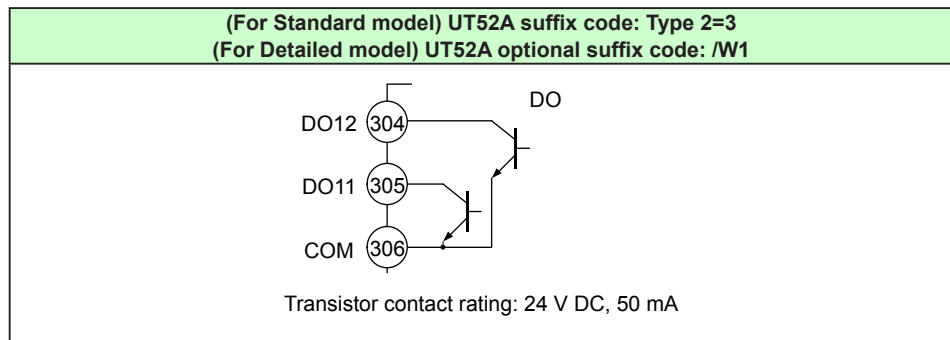 (For Standard model) UT52A suffix code: Type 2=3
(For Detailed model) UT52A optional suffix code: /W1
DO
DO12 304
DO11 305
COM 306
Transistor contact rating: 24 V DC, 50 mA